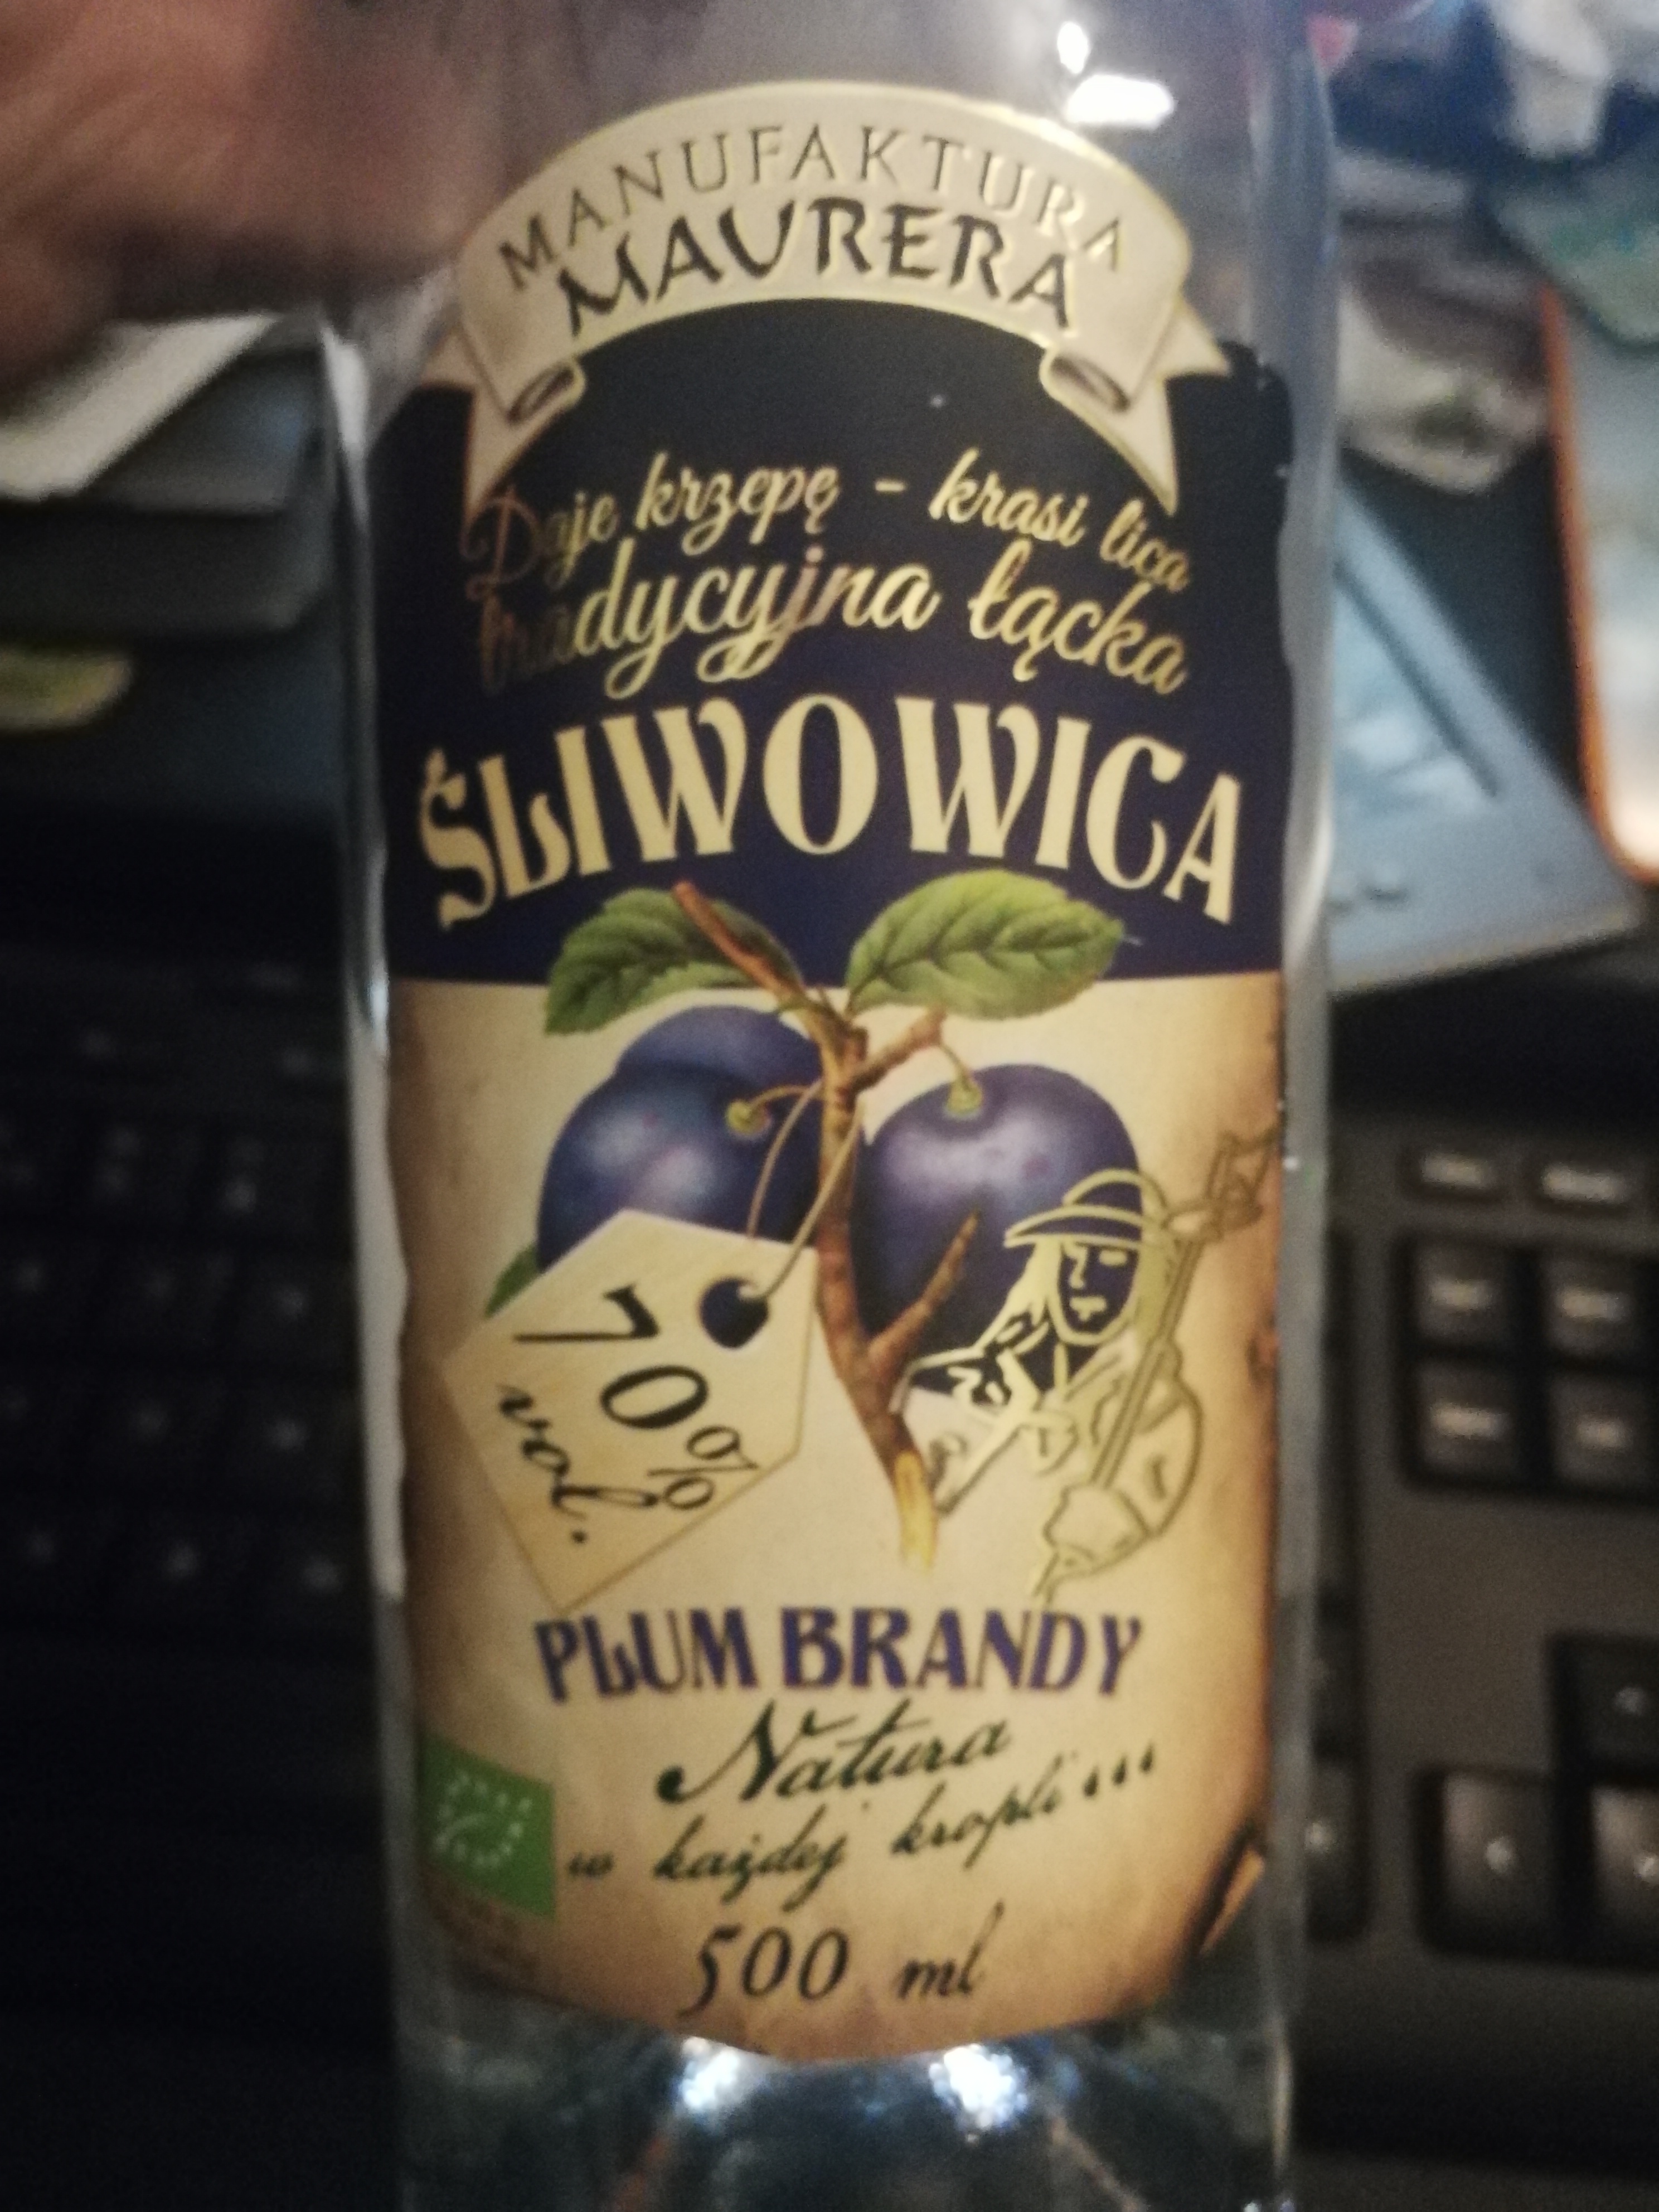 MANUFAKTURA
MAURERA
Daje krzepę - krasi lica
tradycyjna łącka
ŚLIWOWICA
70%
vol.
PLUM BRANDY
Natura
w każdej kropli...
500 ml